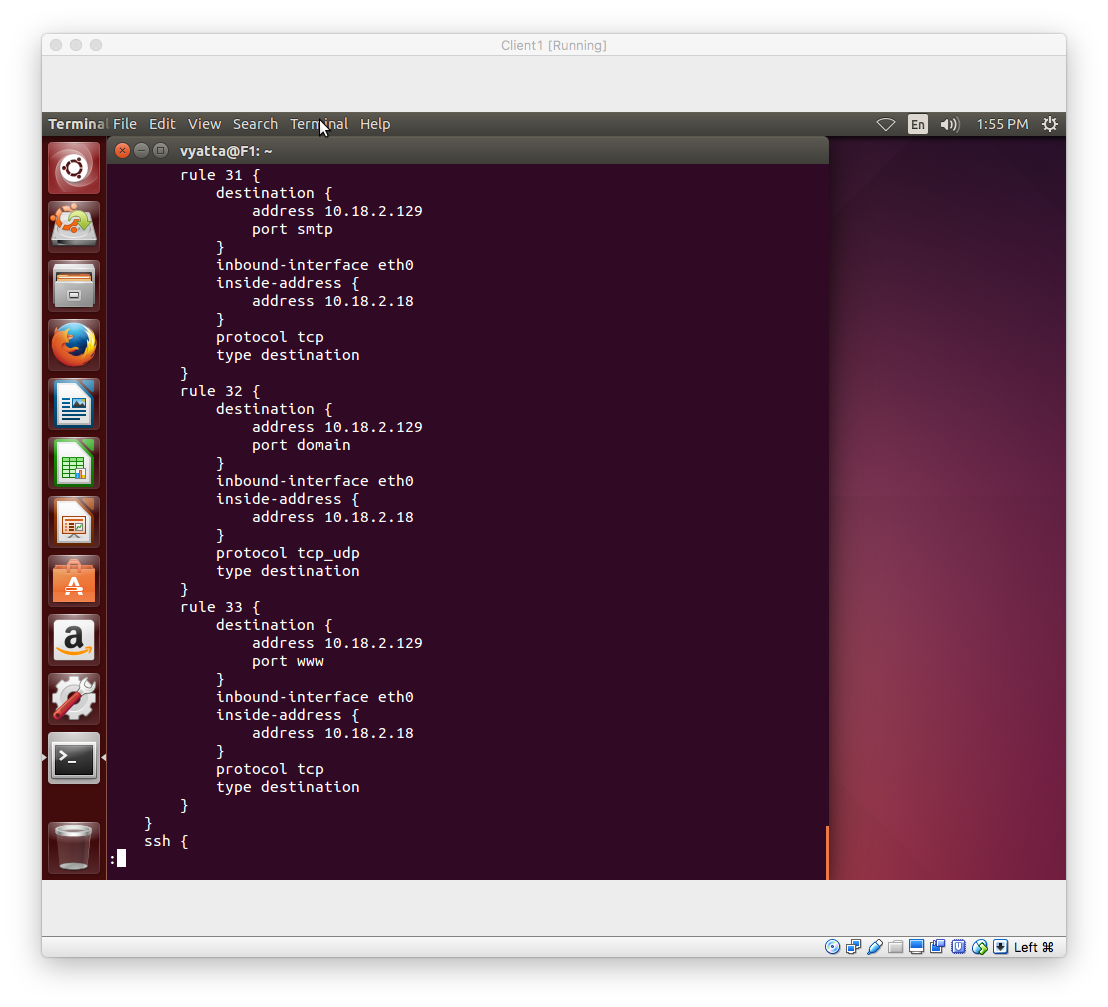 Client1 [Running]
Terminal File Edit View Search Terminal Help En 1:55 PM
vyatta@F1: ~
rule 31 {
destination {
address 10.18.2.129
port smtp
}
inbound-interface eth0
inside-address {
address 10.18.2.18
}
protocol tcp
type destination
}
rule 32 {
destination {
address 10.18.2.129
port domain
}
inbound-interface eth0
inside-address {
address 10.18.2.18
}
protocol tcp_udp
type destination
}
rule 33 {
destination {
address 10.18.2.129
port www
}
inbound-interface eth0
inside-address {
address 10.18.2.18
}
protocol tcp
type destination
}
}
ssh {
:
Left ⌘